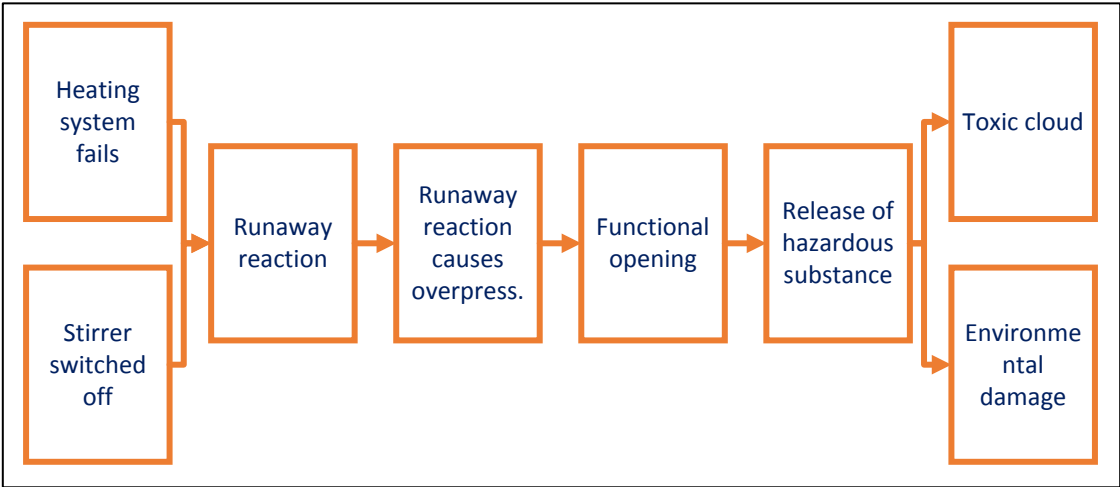 Heating
system
fails
Stirrer
switched
off
Runaway
reaction
Runaway
reaction
causes
overpress.
Functional
opening
Release of
hazardous
substance
Toxic cloud
Environme
ntal
damage